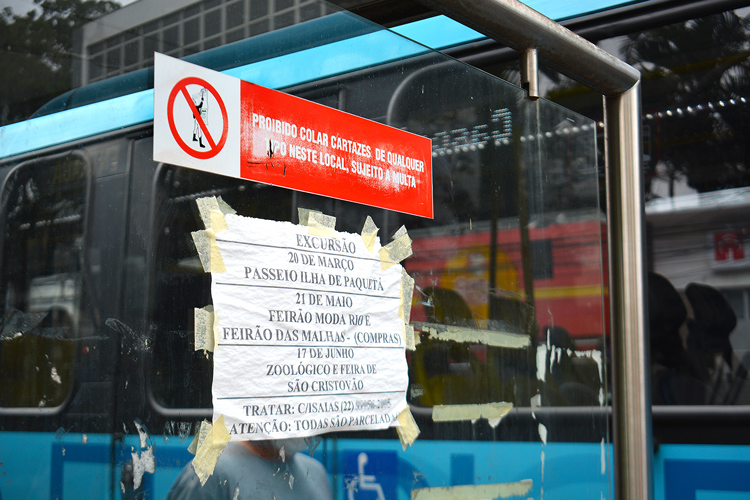 PROIBIDO COLAR CARTAZES DE QUALQUER
TIPO NESTE LOCAL, SUJEITO A MULTA
EXCURSÃO
20 DE MARÇO
PASSEIO ILHA DE PAQUETÁ
21 DE MAIO
FEIRÃO MODA RIO E
FEIRÃO DAS MALHAS - (COMPRAS)
17 DE JUNHO
ZOOLÓGICO E FEIRA DE
SÃO CRISTOVÃO
TRATAR: C/ISAIAS (22)
ATENÇÃO: TODAS SÃO PARCELAD